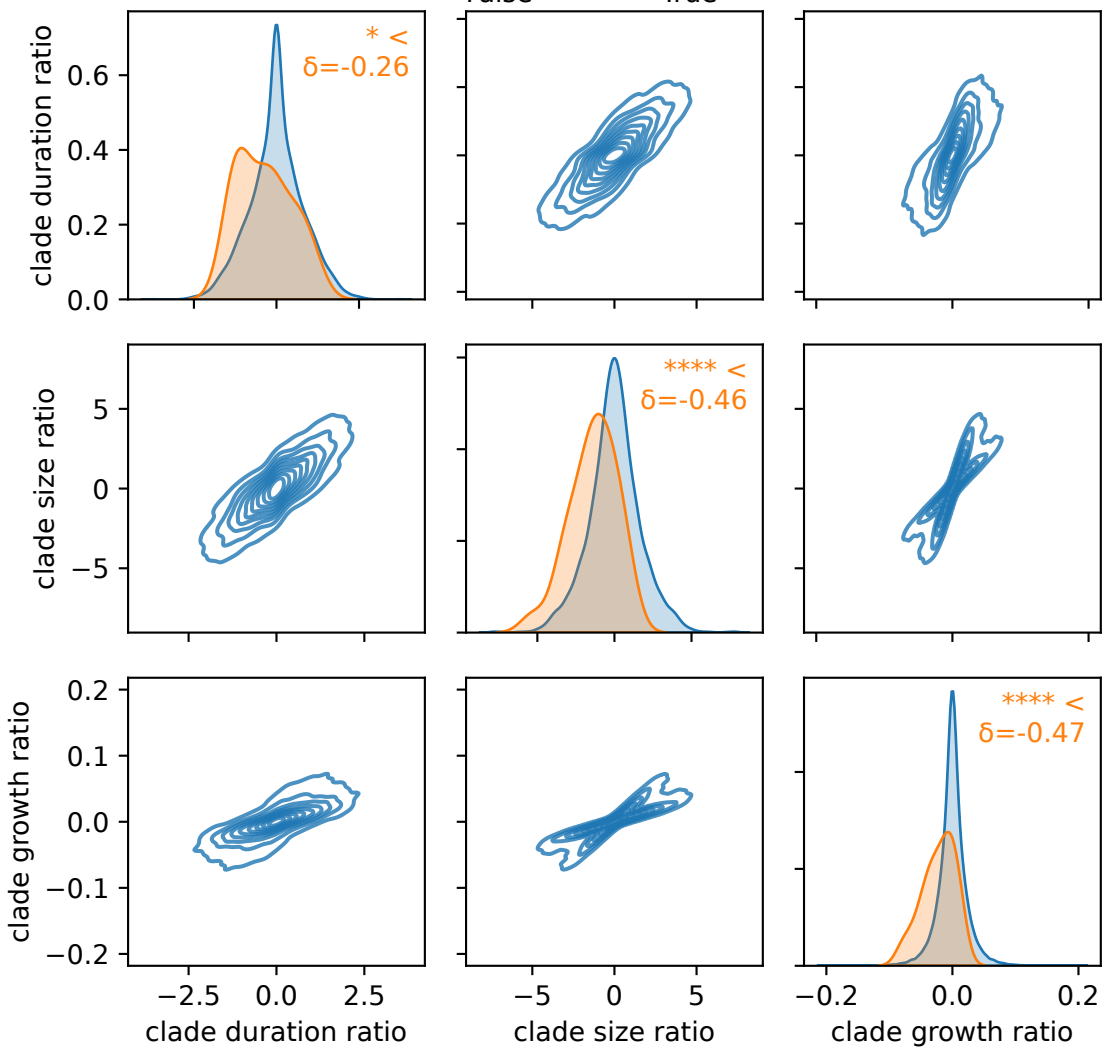 clade duration ratio
0.6
0.4
0.2
0.0
* <
δ=-0.26
clade size ratio
5
0
−5
**** <
δ=-0.46
clade growth ratio
0.2
0.1
0.0
−0.1
−0.2
**** <
δ=-0.47
−2.5 0.0 2.5
−5 0 5
−0.2 0.0 0.2
clade duration ratio
clade size ratio
clade growth ratio